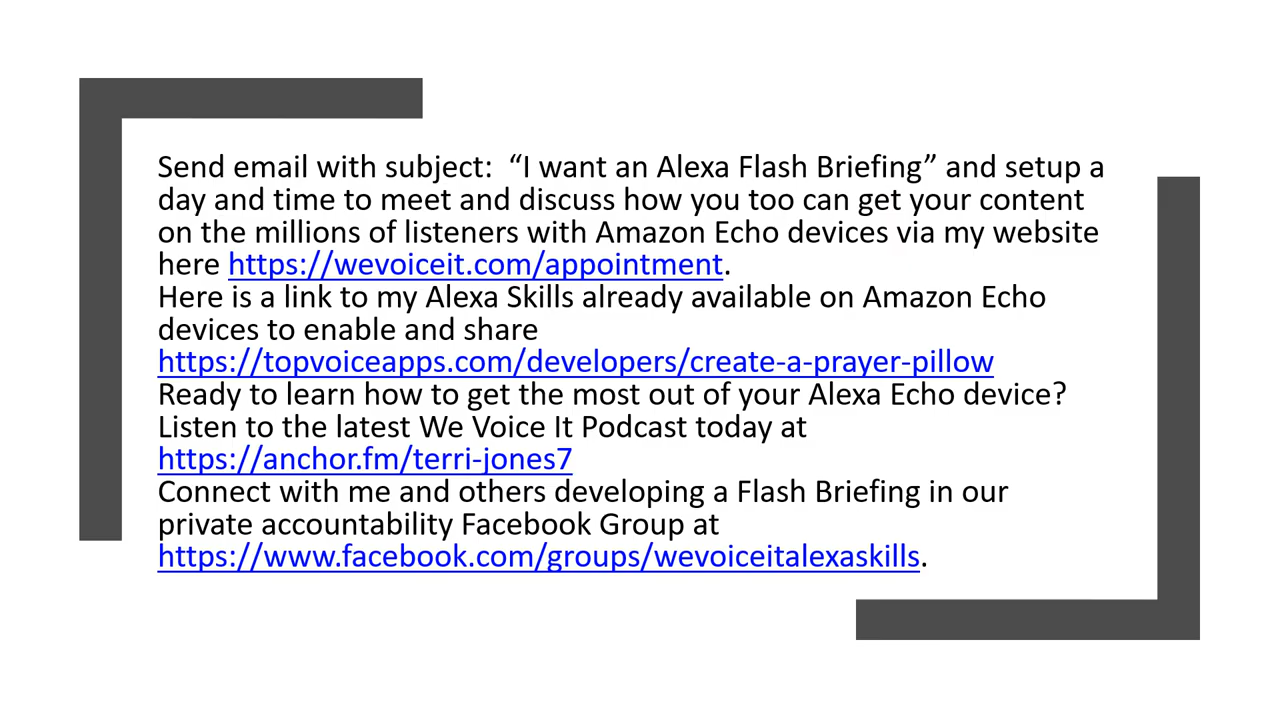 Send email with subject:  “I want an Alexa Flash Briefing” and setup a
day and time to meet and discuss how you too can get your content
on the millions of listeners with Amazon Echo devices via my website
here https://wevoiceit.com/appointment.
Here is a link to my Alexa Skills already available on Amazon Echo
devices to enable and share
https://topvoiceapps.com/developers/create-a-prayer-pillow
Ready to learn how to get the most out of your Alexa Echo device?
Listen to the latest We Voice It Podcast today at
https://anchor.fm/terri-jones7
Connect with me and others developing a Flash Briefing in our
private accountability Facebook Group at
https://www.facebook.com/groups/wevoiceitalexaskills.